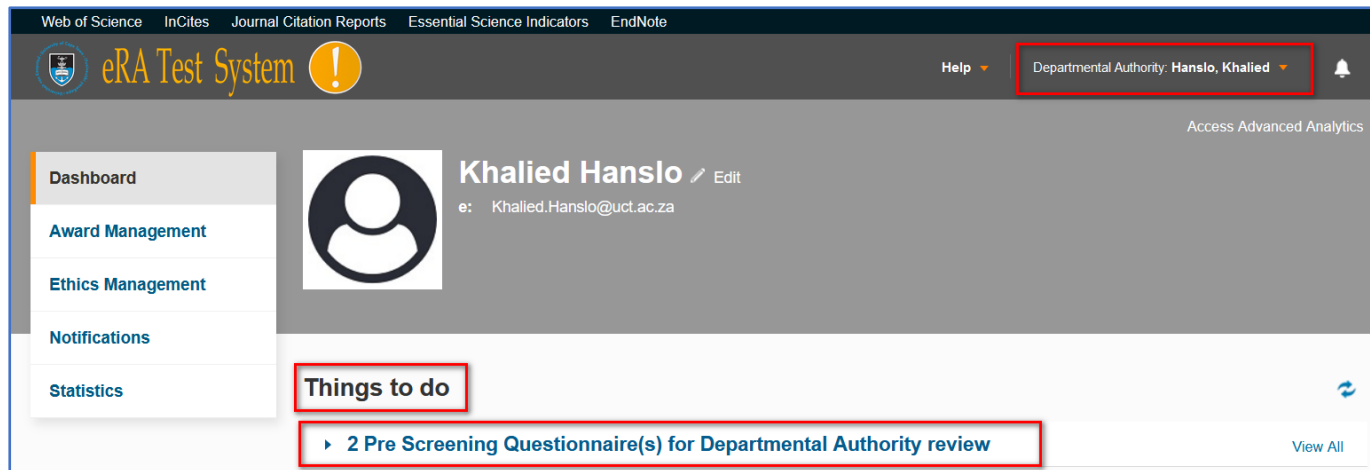 Web of Science InCites Journal Citation Reports Essential Science Indicators EndNote
eRA Test System !
Help Departmental Authority: Hanslo, Khalied
Access Advanced Analytics
Dashboard
Award Management
Ethics Management
Notifications
Statistics
Khalied Hanslo Edit
e: Khalied.Hanslo@uct.ac.za
Things to do
2 Pre Screening Questionnaire(s) for Departmental Authority review
View All